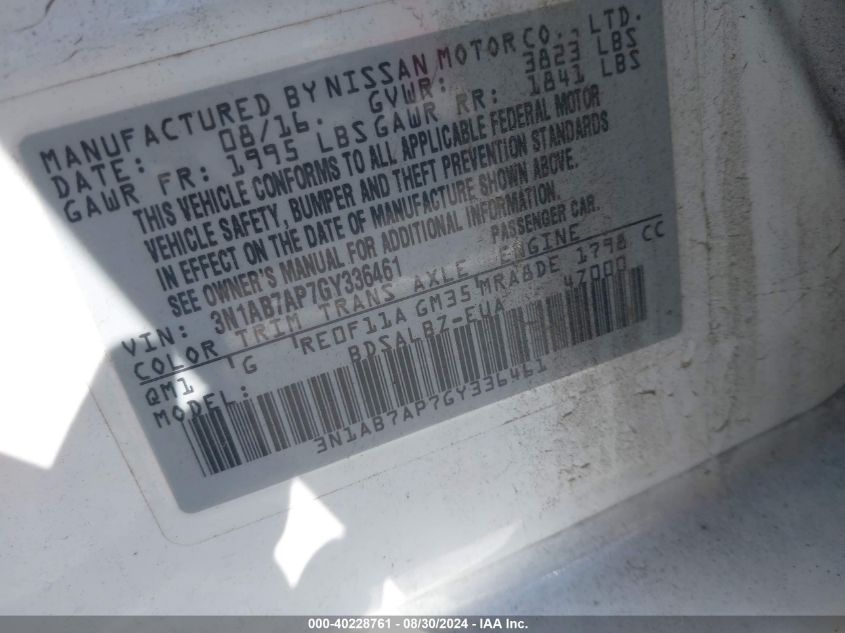 MANUFACTURED BY NISSAN MOTOR CO., LTD.
DATE: 08/16. GVWR: 3823 LBS
GAWR FR: 1995 LBS GAWR RR: 1841 LBS
THIS VEHICLE CONFORMS TO ALL APPLICABLE FEDERAL MOTOR
VEHICLE SAFETY, BUMPER AND THEFT PREVENTION STANDARDS
IN EFFECT ON THE DATE OF MANUFACTURE SHOWN ABOVE.
SEE OWNER'S MANUAL FOR ADDITIONAL INFORMATION.
VIN: 3N1AB7AP7GY336461 PASSENGER CAR.
COLOR TRIM TRANS AXLE ENGINE
QM1 G RE0F11A GM35 MRA8DE 1798 CC
MODEL: BDSALBZ-EUA 47000
3N1AB7AP7GY336461
000-40228761 - 08/30/2024 - IAA Inc.